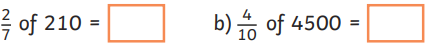 2/7 of 210 = b) 4/10 of 4500 =